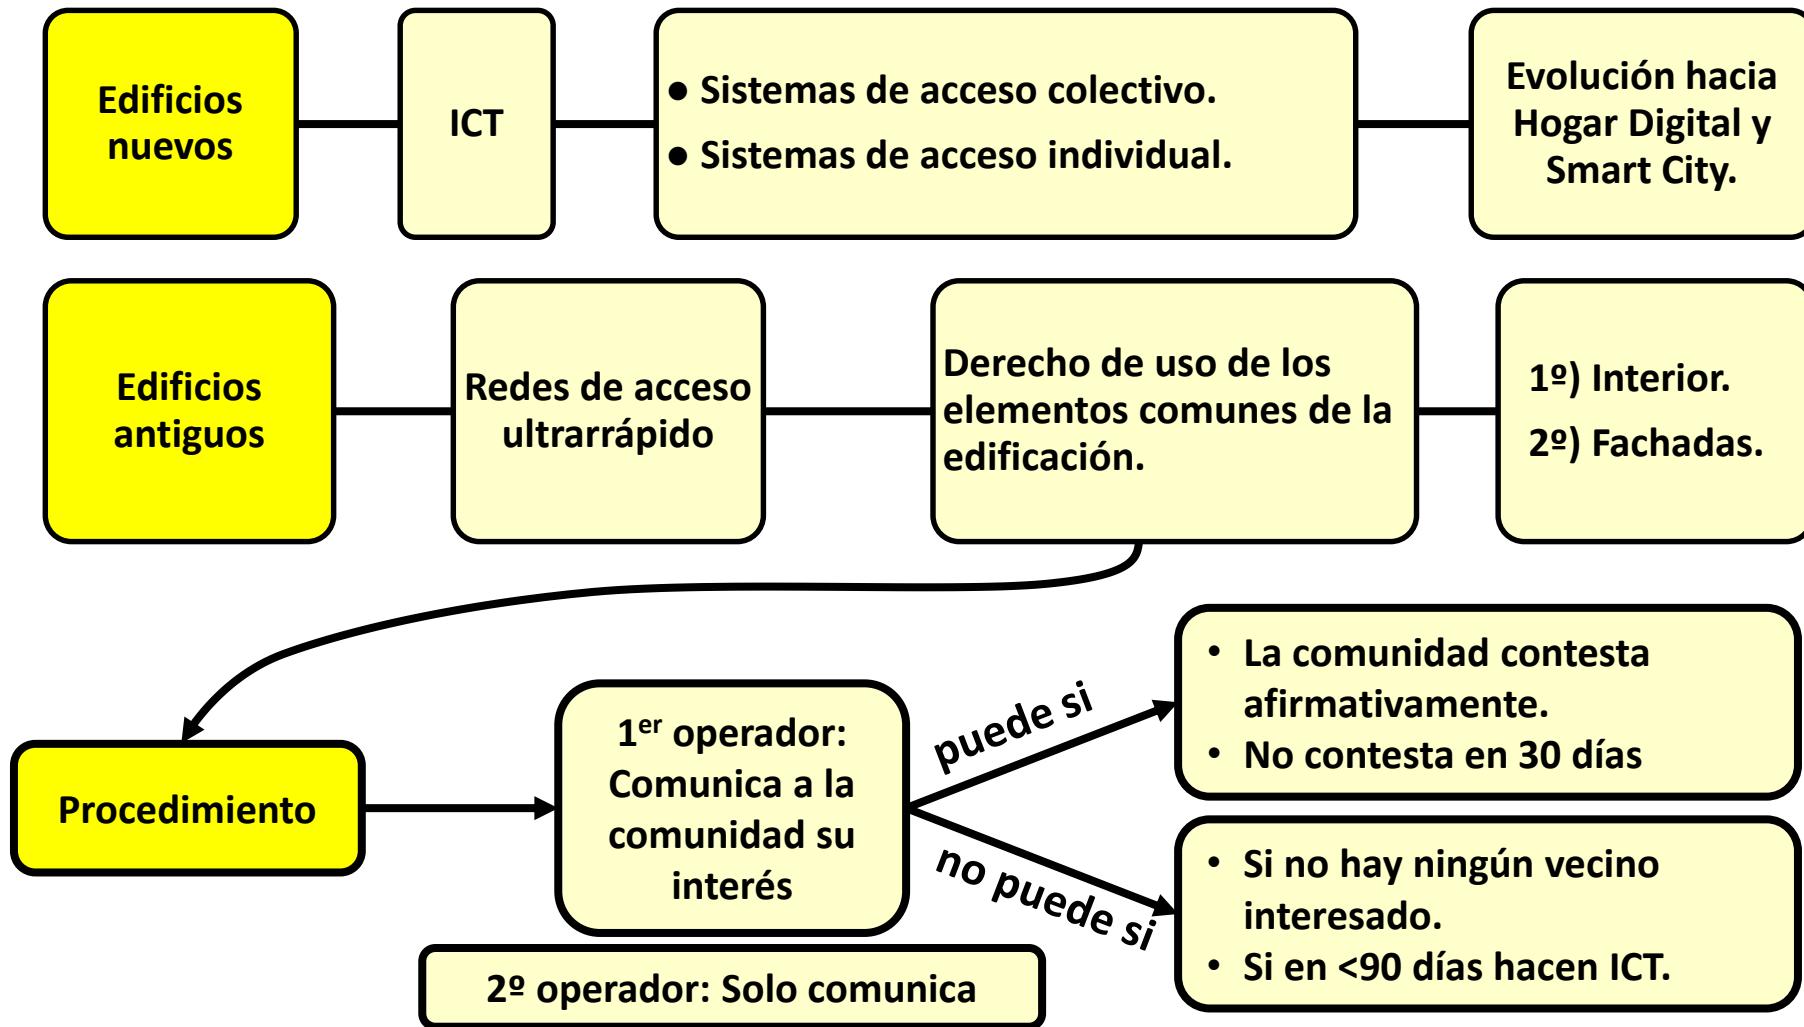 Edificios
nuevos
ICT
● Sistemas de acceso colectivo.
● Sistemas de acceso individual.
Evolución hacia
Hogar Digital y
Smart City.
Edificios
antiguos
Redes de acceso
ultrarrápido
Derecho de uso de los
elementos comunes de la
edificación.
1º) Interior.
2º) Fachadas.
Procedimiento
1er operador:
Comunica a la
comunidad su
interés
puede si
• La comunidad contesta
afirmativamente.
• No contesta en 30 días
no puede si
• Si no hay ningún vecino
interesado.
• Si en <90 días hacen ICT.
2º operador: Solo comunica